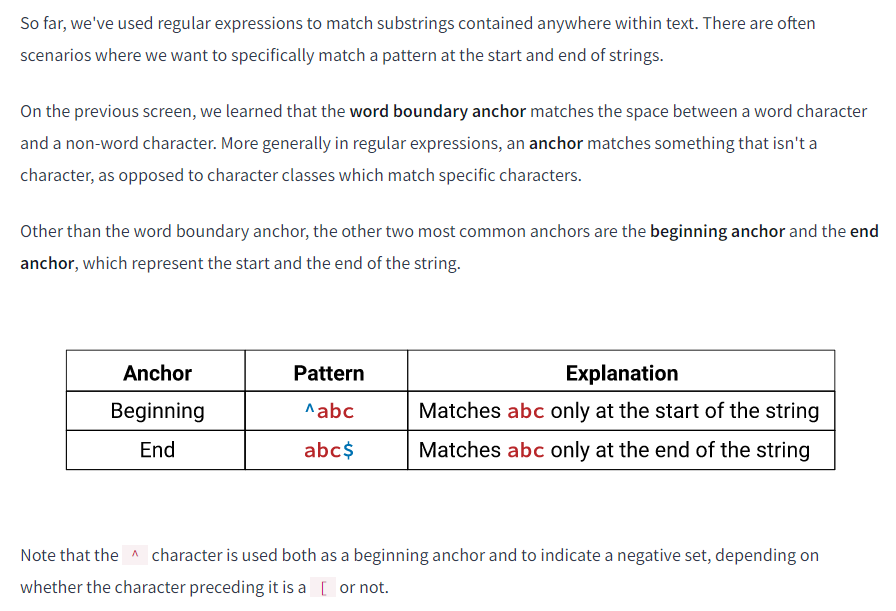 So far, we've used regular expressions to match substrings contained anywhere within text. There are often
scenarios where we want to specifically match a pattern at the start and end of strings.
On the previous screen, we learned that the word boundary anchor matches the space between a word character
and a non-word character. More generally in regular expressions, an anchor matches something that isn't a
character, as opposed to character classes which match specific characters.
Other than the word boundary anchor, the other two most common anchors are the beginning anchor and the end
anchor, which represent the start and the end of the string.
Anchor Pattern Explanation
Beginning ^abc Matches abc only at the start of the string
End abc$ Matches abc only at the end of the string
Note that the ^ character is used both as a beginning anchor and to indicate a negative set, depending on
whether the character preceding it is a [ or not.